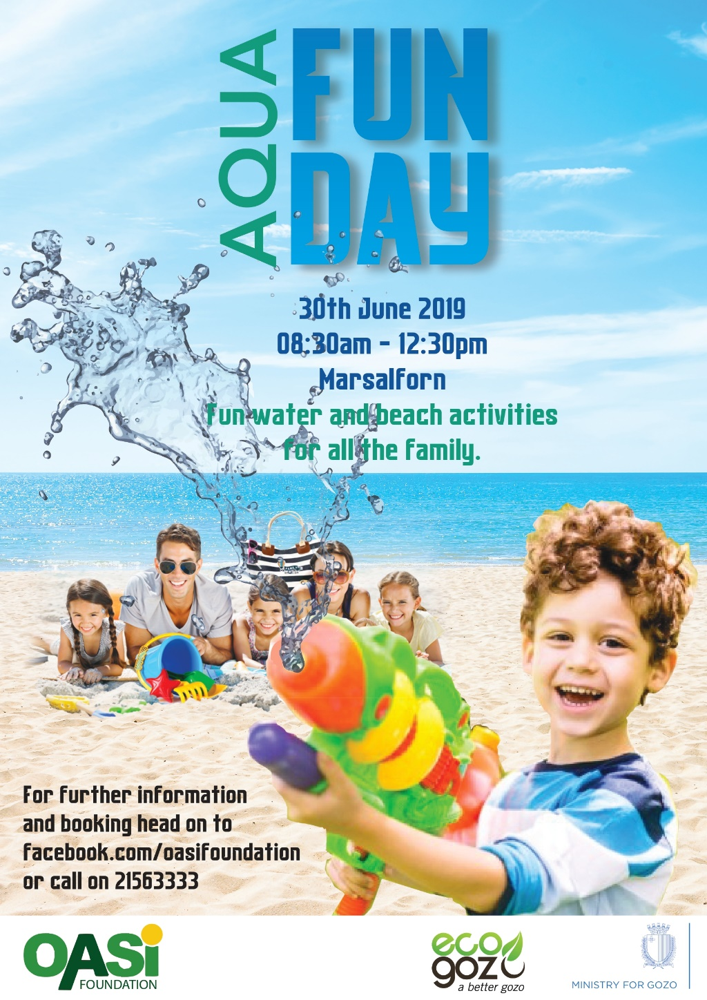 AQUA
FUN
DAY
30th June 2019
08:30am - 12:30pm
Marsalforn
Fun water and beach activities
for all the family.
For further information
and booking head on to
facebook.com/oasifoundation
or call on 21563333
OASi
FOUNDATION
eco
gozo
a better gozo
MINISTRY FOR GOZO